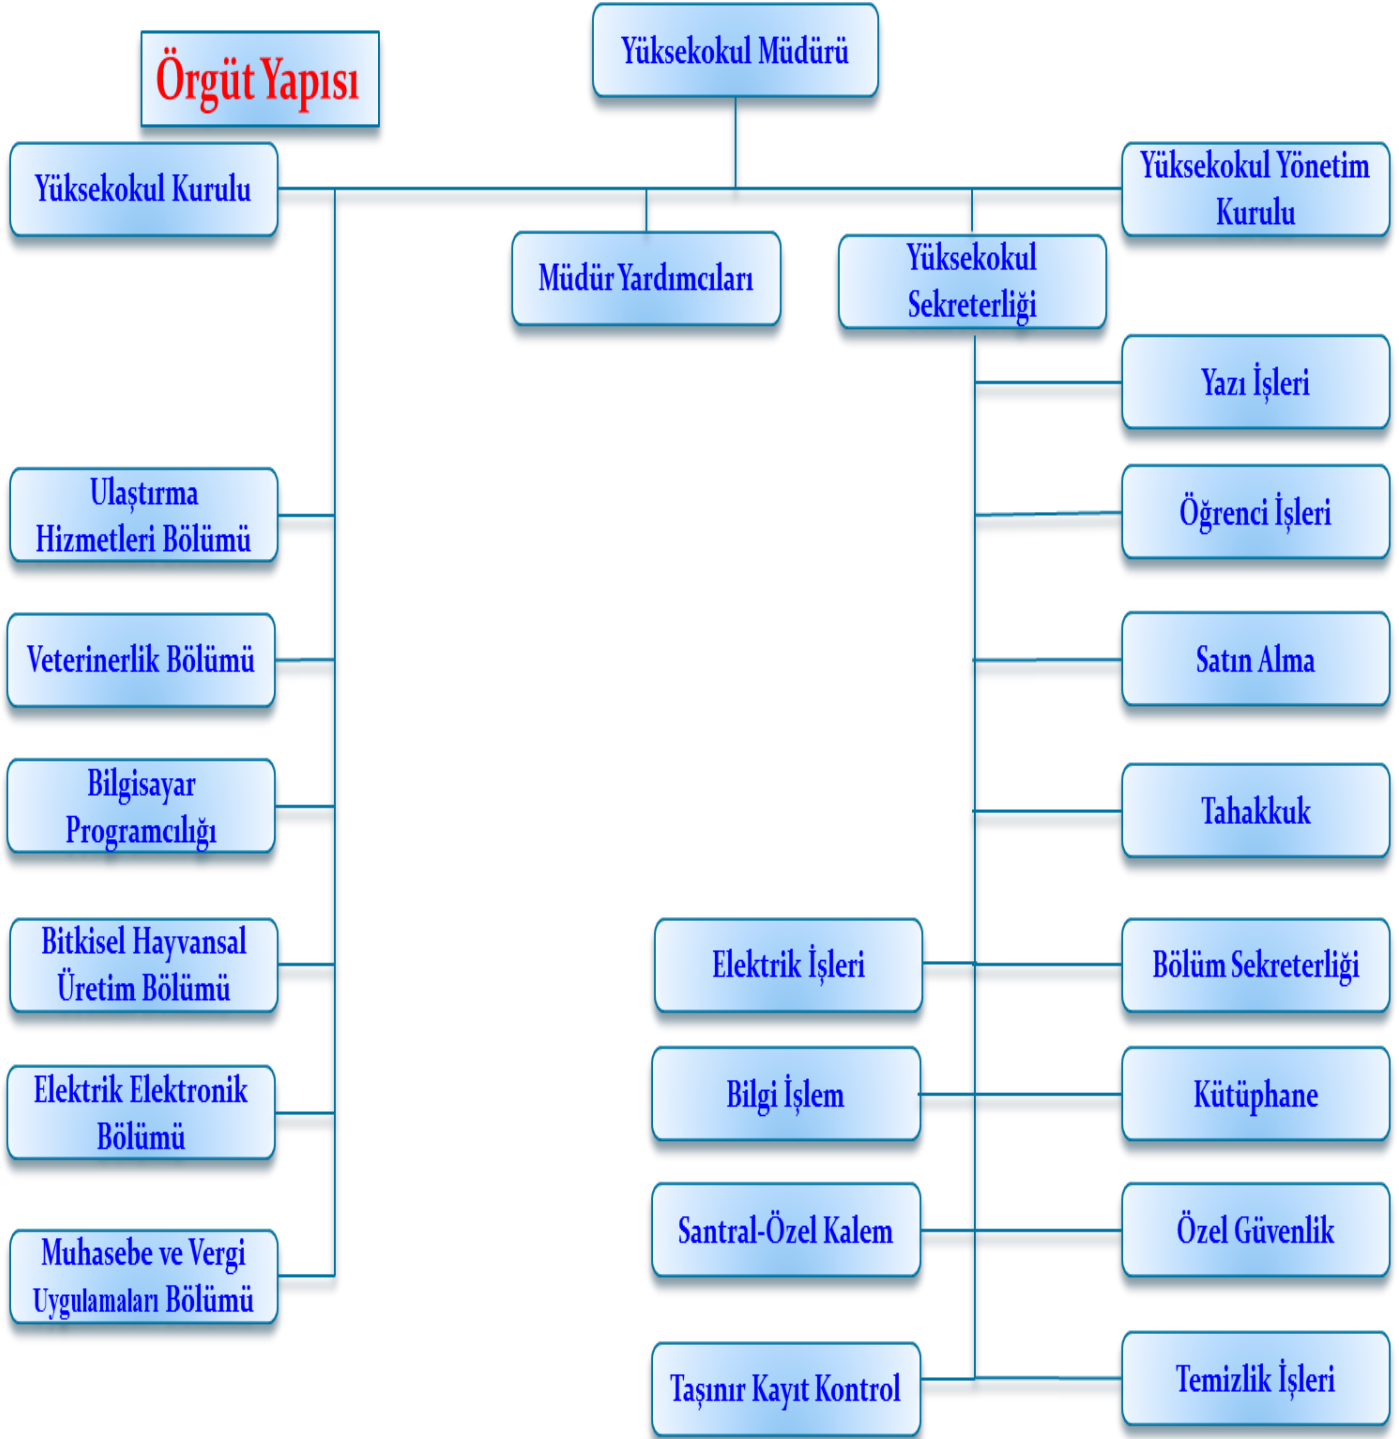 Örgüt Yapısı
Yüksekokul Müdürü
Yüksekokul Kurulu
Yüksekokul Yönetim
Kurulu
Müdür Yardımcıları
Yüksekokul
Sekreterliği
Ulaştırma
Hizmetleri Bölümü
Veterinerlik Bölümü
Bilgisayar
Programcılığı
Bitkisel Hayvansal
Üretim Bölümü
Elektrik Elektronik
Bölümü
Muhasebe ve Vergi
Uygulamaları Bölümü
Yazı İşleri
Öğrenci İşleri
Satın Alma
Tahakkuk
Elektrik İşleri
Bölüm Sekreterliği
Bilgi İşlem
Kütüphane
Santral-Özel Kalem
Özel Güvenlik
Taşınır Kayıt Kontrol
Temizlik İşleri